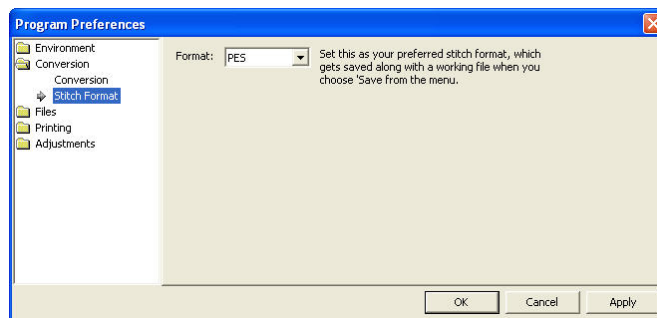 Program Preferences
Environment
Conversion
Conversion
Stitch Format
Files
Printing
Adjustments
Format:
PES
Set this as your preferred stitch format, which
gets saved along with a working file when you
choose 'Save from the menu.
OK
Cancel
Apply